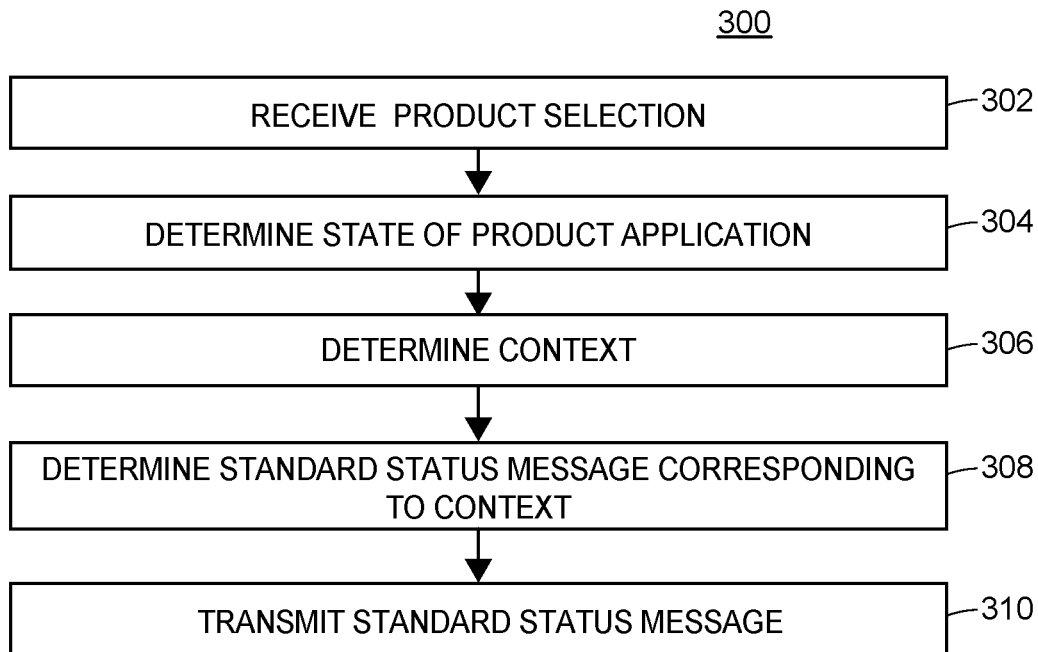 300
RECEIVE PRODUCT SELECTION
302
DETERMINE STATE OF PRODUCT APPLICATION
304
DETERMINE CONTEXT
306
DETERMINE STANDARD STATUS MESSAGE CORRESPONDING
TO CONTEXT
308
TRANSMIT STANDARD STATUS MESSAGE
310